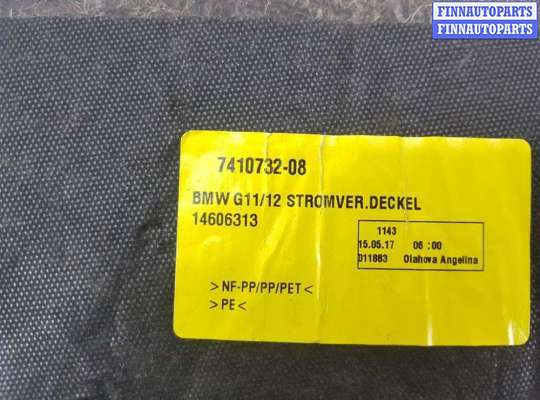 FINNAUTOPARTS
FINNAUTOPARTS
7410732-08
BMW G11/12 STROMVER.DECKEL
14606313
1143
15.05.17 06:00
011883 Olahova Angelina
>NF-PP/PP/PET<
>PE<